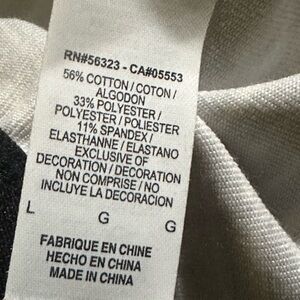 RN#56323 - CA#05553
56% COTTON / COTON /
ALGODON
33% POLYESTER /
POLYESTER / POLIESTER
11% SPANDEX /
ELASTHANNE / ELASTANO
EXCLUSIVE OF
DECORATION / DECORATION
NON COMPRISE / NO
INCLUYE LA DECORACION
L G G
FABRIQUE EN CHINE
HECHO EN CHINA
MADE IN CHINA